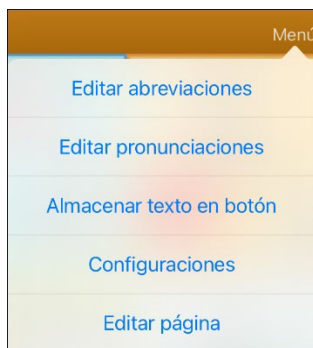 Menú
Editar abreviaciones
Editar pronunciaciones
Almacenar texto en botón
Configuraciones
Editar página